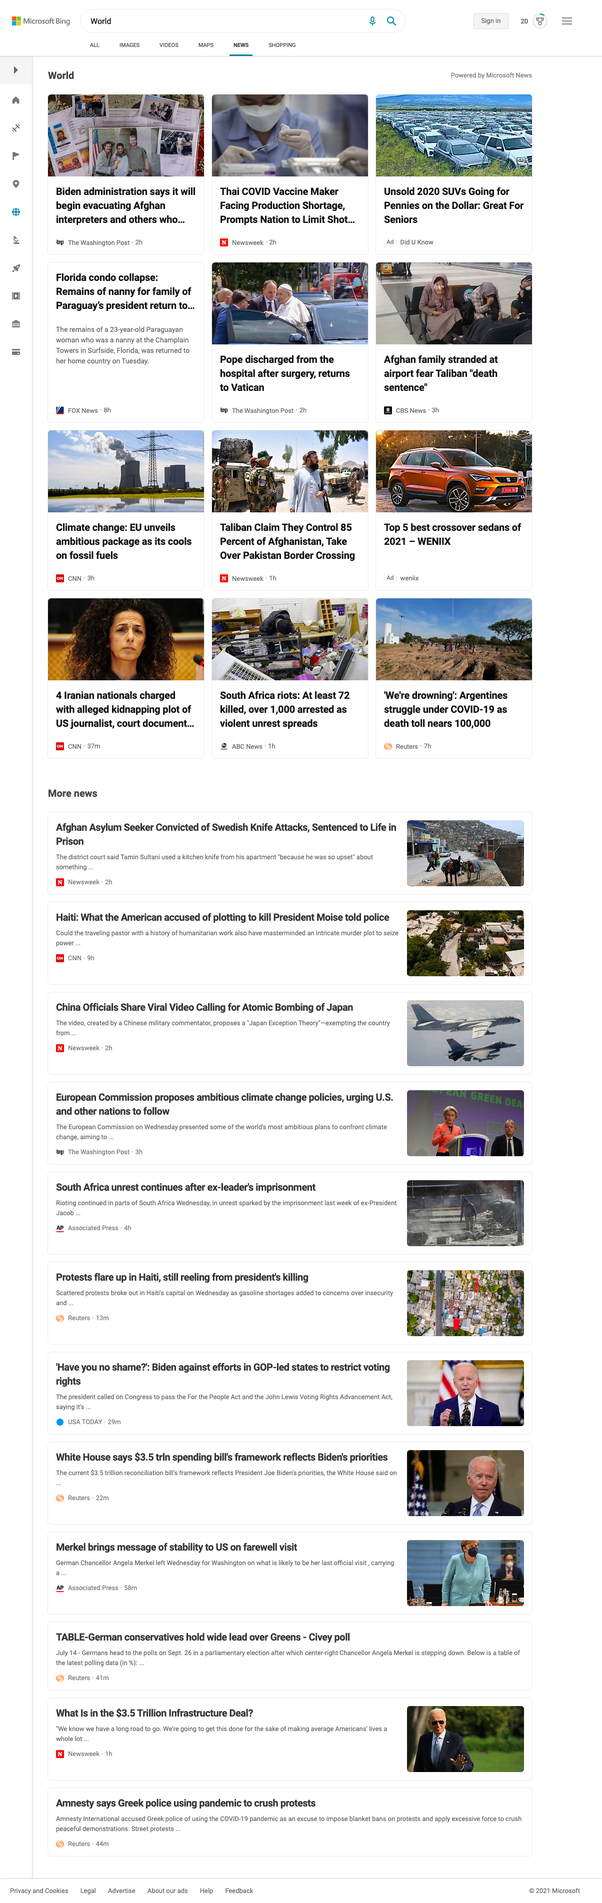 Microsoft Bing
World
Sign in
20
ALL
IMAGES
VIDEOS
MAPS
NEWS
SHOPPING
World
Powered by Microsoft News
Biden administration says it will
begin evacuating Afghan
interpreters and others who...
The Washington Post · 2h
Thai COVID Vaccine Maker
Facing Production Shortage,
Prompts Nation to Limit Shot...
Newsweek · 2h
Unsold 2020 SUVs Going for
Pennies on the Dollar: Great For
Seniors
Ad Did U Know
Florida condo collapse:
Remains of nanny for family of
Paraguay's president return to...
The remains of a 23-year-old Paraguayan
woman who was a nanny at the Champlain
Towers in Surfside, Florida, was returned to
her home country on Tuesday.
FOX News · 8h
Pope discharged from the
hospital after surgery, returns
to Vatican
The Washington Post · 2h
Afghan family stranded at
airport fear Taliban "death
sentence"
CBS News · 3h
Climate change: EU unveils
ambitious package as its cools
on fossil fuels
CNN · 3h
Taliban Claim They Control 85
Percent of Afghanistan, Take
Over Pakistan Border Crossing
Newsweek · 1h
Top 5 best crossover sedans of
2021 – WENIIX
Ad weniix
4 Iranian nationals charged
with alleged kidnapping plot of
US journalist, court document...
CNN · 37m
South Africa riots: At least 72
killed, over 1,000 arrested as
violent unrest spreads
ABC News · 1h
'We're drowning': Argentines
struggle under COVID-19 as
death toll nears 100,000
Reuters · 7h
More news
Afghan Asylum Seeker Convicted of Swedish Knife Attacks, Sentenced to Life in
Prison
The district court said Tamin Sultani used a kitchen knife from his apartment "because he was so upset" about
something ...
Newsweek · 2h
Haiti: What the American accused of plotting to kill President Moise told police
Could the traveling pastor with a history of humanitarian work also have masterminded an intricate murder plot to seize
power ...
CNN · 9h
China Officials Share Viral Video Calling for Atomic Bombing of Japan
The video, created by a Chinese military commentator, proposes a "Japan Exception Theory"—exempting the country
from ...
Newsweek · 2h
European Commission proposes ambitious climate change policies, urging U.S.
and other nations to follow
The European Commission on Wednesday presented some of the world's most ambitious plans to confront climate
change, aiming to ...
The Washington Post · 3h
South Africa unrest continues after ex-leader's imprisonment
Rioting continued in parts of South Africa Wednesday, in unrest sparked by the imprisonment last week of ex-President
Jacob ...
AP Associated Press · 4h
Protests flare up in Haiti, still reeling from president's killing
Scattered protests broke out in Haiti's capital on Wednesday as gasoline shortages added to concerns over insecurity
and ...
Reuters · 13m
'Have you no shame?': Biden against efforts in GOP-led states to restrict voting
rights
The president called on Congress to pass the For the People Act and the John Lewis Voting Rights Advancement Act,
saying it's ...
USA TODAY · 29m
White House says $3.5 trln spending bill's framework reflects Biden's priorities
The current $3.5 trillion reconciliation bill's framework reflects President Joe Biden's priorities, the White House said on
...
Reuters · 22m
Merkel brings message of stability to US on farewell visit
German Chancellor Angela Merkel left Wednesday for Washington on what is likely to be her last official visit , carrying
a ...
AP Associated Press · 58m
TABLE-German conservatives hold wide lead over Greens - Civey poll
July 14 - Germans head to the polls on Sept. 26 in a parliamentary election after which center-right Chancellor Angela Merkel is stepping down. Below is a table of
the latest polling data (in %): ...
Reuters · 41m
What Is in the $3.5 Trillion Infrastructure Deal?
"We know we have a long road to go. We're going to get this done for the sake of making average Americans' lives a
whole lot ...
Newsweek · 1h
Amnesty says Greek police using pandemic to crush protests
Amnesty International accused Greek police of using the COVID-19 pandemic as an excuse to impose blanket bans on protests and apply excessive force to crush
peaceful demonstrations. Street protests ...
Reuters · 44m
Privacy and Cookies
Legal
Advertise
About our ads
Help
Feedback
© 2021 Microsoft